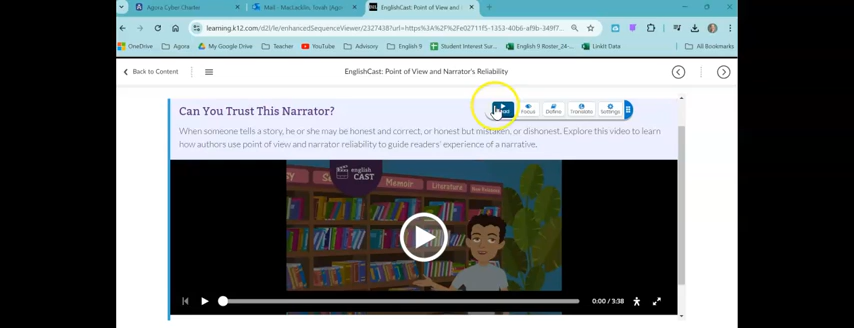 Agora Cyber Charter
Mail - MacLacklin, Tovah (Ago
EnglishCast: Point of View and
learning.k12.com/d2l/le/enhancedSequenceViewer/2327438?url=https%3A%2F%2Fe02711f5-1353-40b6-af9b-349f7...
OneDrive
Agora
My Google Drive
Teacher
YouTube
Advisory
English 9
Student Interest Sur...
English 9 Roster_24-...
LinkIt Data
All Bookmarks
Back to Content
EnglishCast: Point of View and Narrator's Reliability
Can You Trust This Narrator?
Focus
Define
Translate
Settings
When someone tells a story, he or she may be honest and correct, or honest but mistaken, or dishonest. Explore this video to learn
how authors use point of view and narrator reliability to guide readers' experience of a narrative.
english
CAST
Memoir
Literature
0:00 / 3:38